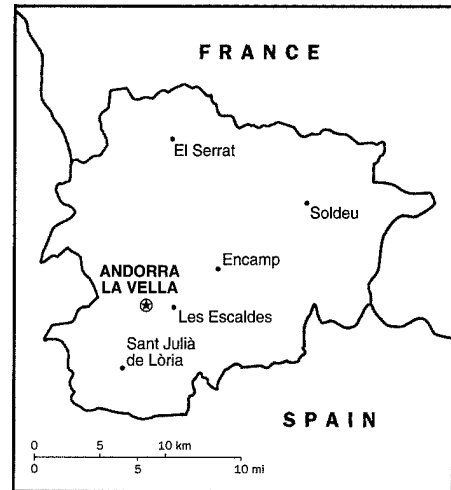 FRANCE
El Serrat
Soldeu
Encamp
ANDORRA
LA VELLA
Les Escaldes
Sant Julià
de Lòria
SPAIN
0 5 10 km
0 5 10 mi